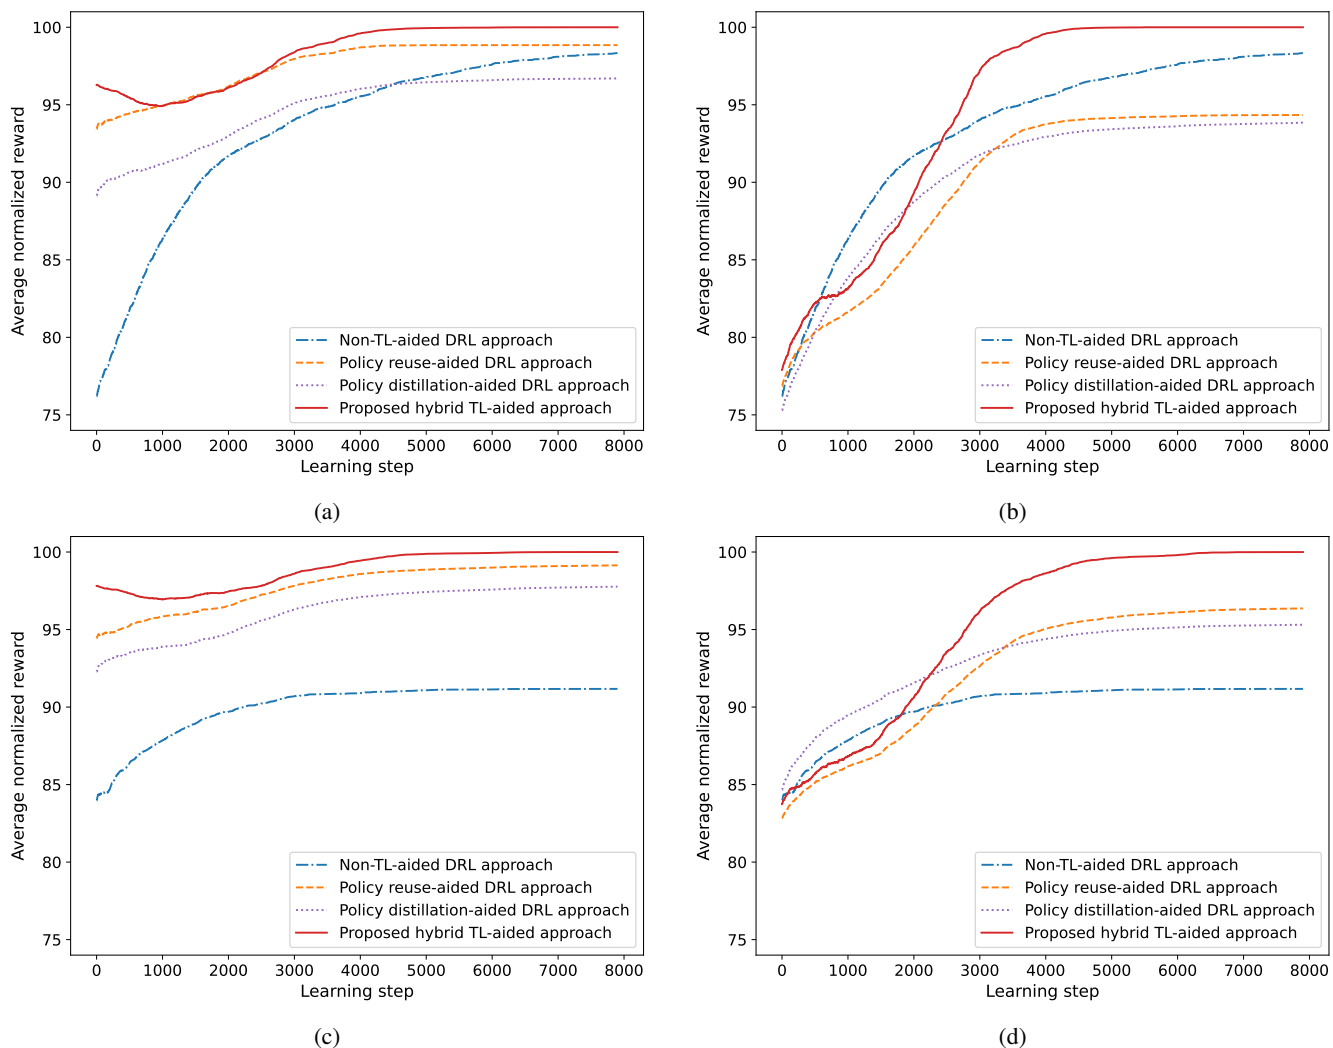 100
95
90
85
80
75
Average normalized reward
0 1000 2000 3000 4000 5000 6000 7000 8000
Learning step
Non-TL-aided DRL approach
Policy reuse-aided DRL approach
Policy distillation-aided DRL approach
Proposed hybrid TL-aided approach
(a)
100
95
90
85
80
75
Average normalized reward
0 1000 2000 3000 4000 5000 6000 7000 8000
Learning step
Non-TL-aided DRL approach
Policy reuse-aided DRL approach
Policy distillation-aided DRL approach
Proposed hybrid TL-aided approach
(b)
100
95
90
85
80
75
Average normalized reward
0 1000 2000 3000 4000 5000 6000 7000 8000
Learning step
Non-TL-aided DRL approach
Policy reuse-aided DRL approach
Policy distillation-aided DRL approach
Proposed hybrid TL-aided approach
(c)
100
95
90
85
80
75
Average normalized reward
0 1000 2000 3000 4000 5000 6000 7000 8000
Learning step
Non-TL-aided DRL approach
Policy reuse-aided DRL approach
Policy distillation-aided DRL approach
Proposed hybrid TL-aided approach
(d)